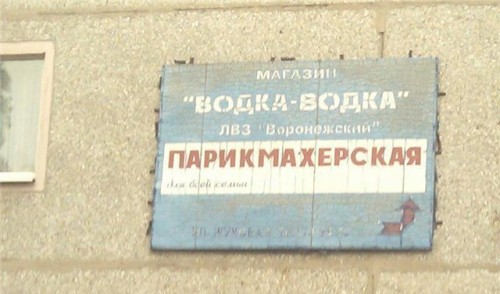 МАГАЗИН
"ВОДКА-ВОДКА"
ЛВЗ "Воронежский"
ПАРИКМАХЕРСКАЯ
для всей семьи